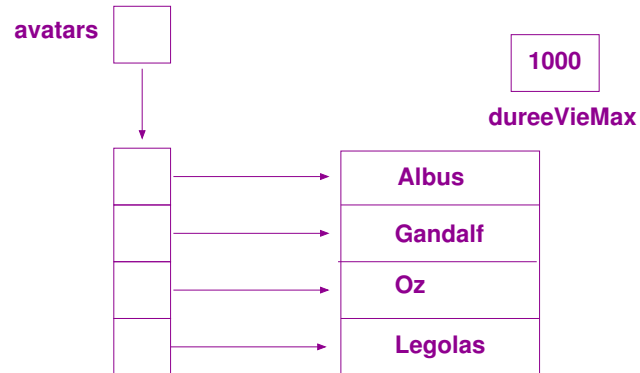 avatars
1000
dureeVieMax
Albus
Gandalf
Oz
Legolas